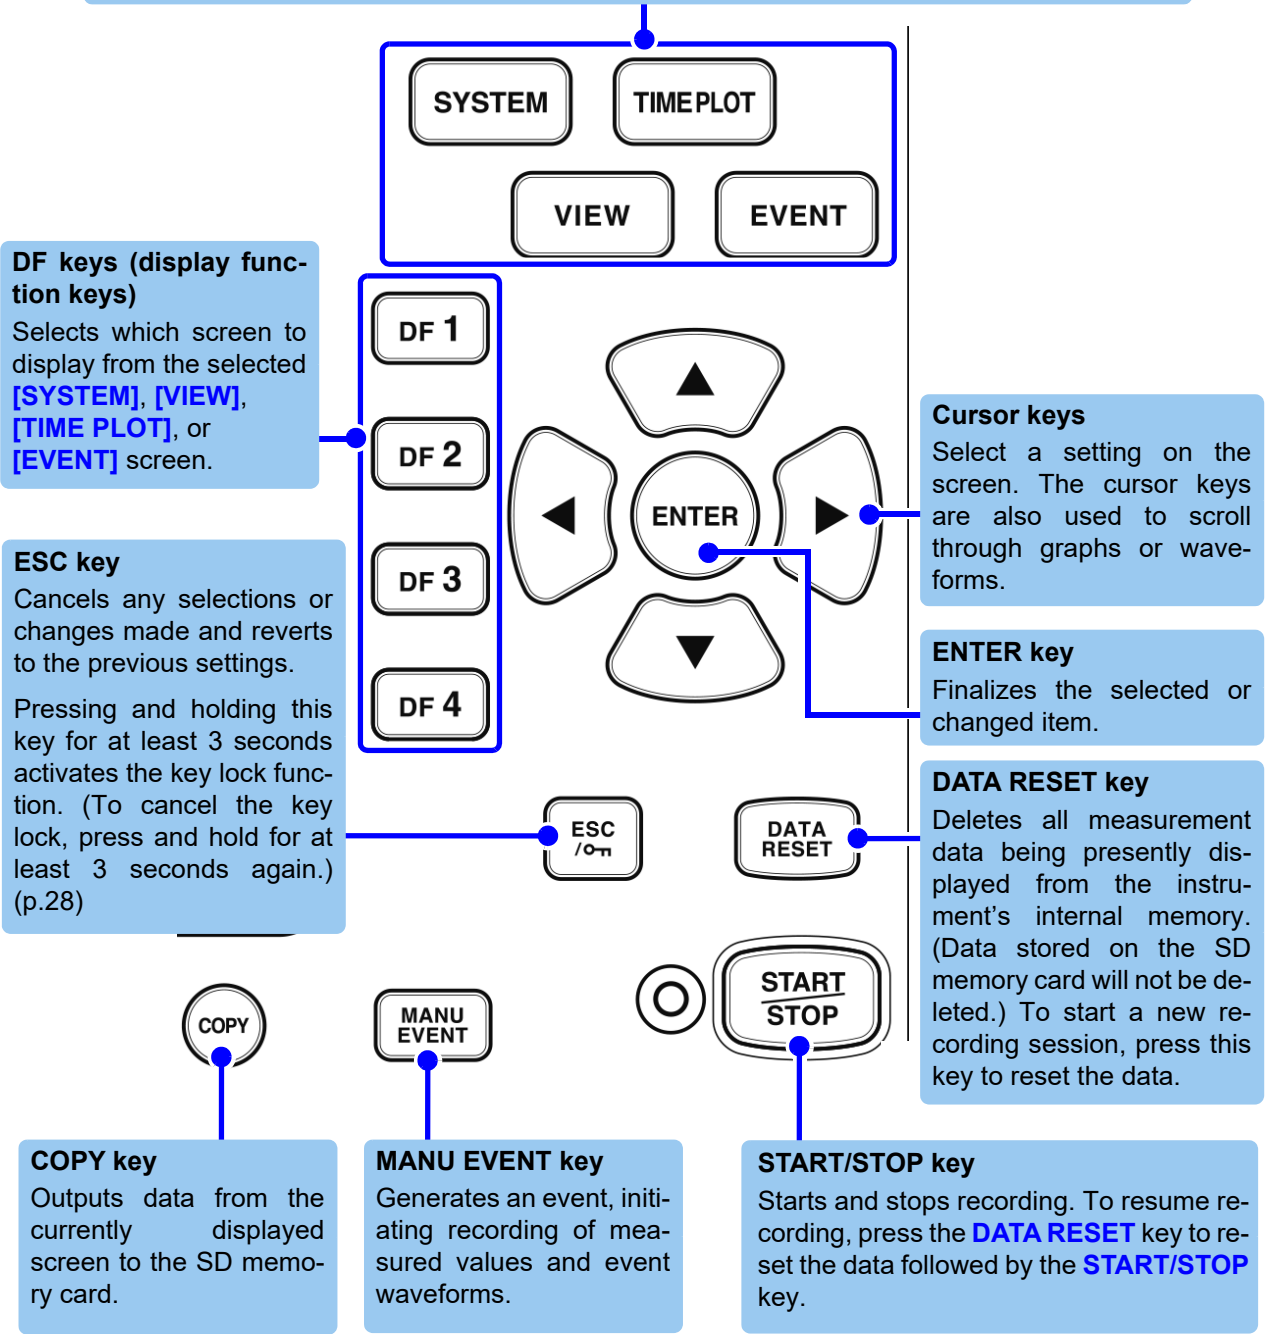 SYSTEM
TIME PLOT
VIEW
EVENT
DF keys (display func-
tion keys)
Selects which screen to
display from the selected
[SYSTEM], [VIEW],
[TIME PLOT], or
[EVENT] screen.
DF 1
DF 2
DF 3
DF 4
ENTER
Cursor keys
Select a setting on the
screen. The cursor keys
are also used to scroll
through graphs or wave-
forms.
ESC key
Cancels any selections or
changes made and reverts
to the previous settings.
Pressing and holding this
key for at least 3 seconds
activates the key lock func-
tion. (To cancel the key
lock, press and hold for at
least 3 seconds again.)
(p.28)
ENTER key
Finalizes the selected or
changed item.
ESC
/
DATA
RESET
DATA RESET key
Deletes all measurement
data being presently dis-
played from the instru-
ment's internal memory.
(Data stored on the SD
memory card will not be de-
leted.) To start a new re-
cording session, press this
key to reset the data.
COPY
MANU
EVENT
START
STOP
COPY key
Outputs data from the
currently displayed
screen to the SD memo-
ry card.
MANU EVENT key
Generates an event, initi-
ating recording of mea-
sured values and event
waveforms.
START/STOP key
Starts and stops recording. To resume re-
cording, press the DATA RESET key to re-
set the data followed by the START/STOP
key.